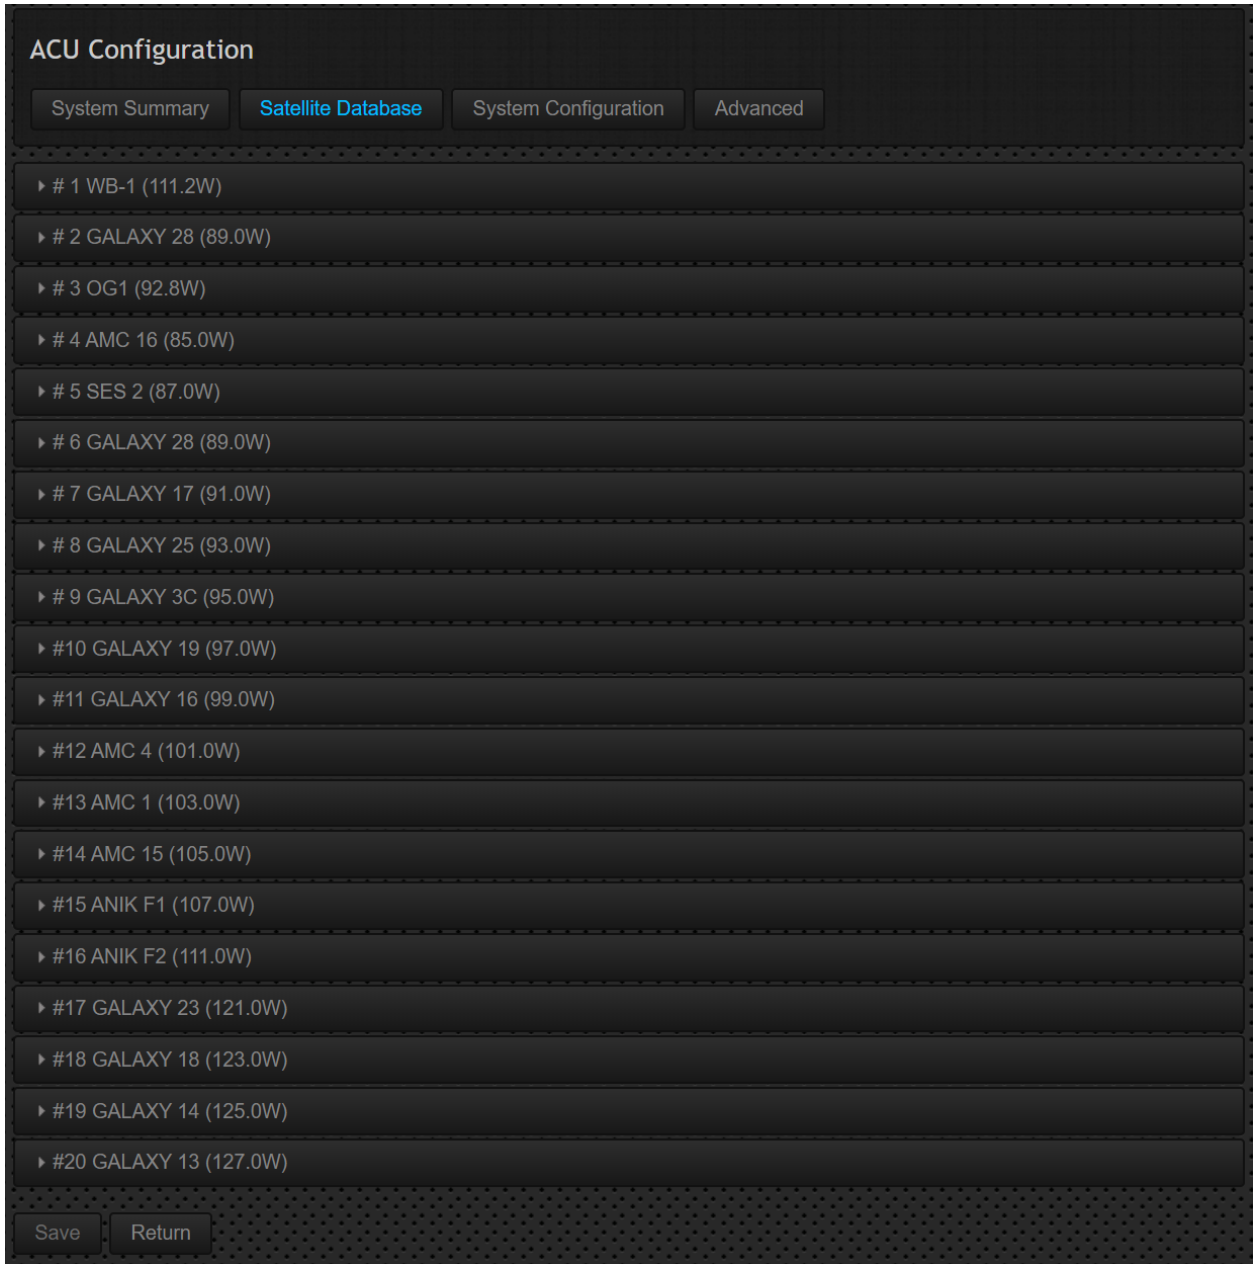 ACU Configuration
System Summary Satellite Database System Configuration Advanced
# 1 WB-1 (111.2W)
# 2 GALAXY 28 (89.0W)
# 3 OG1 (92.8W)
# 4 AMC 16 (85.0W)
# 5 SES 2 (87.0W)
# 6 GALAXY 28 (89.0W)
# 7 GALAXY 17 (91.0W)
# 8 GALAXY 25 (93.0W)
# 9 GALAXY 3C (95.0W)
#10 GALAXY 19 (97.0W)
#11 GALAXY 16 (99.0W)
#12 AMC 4 (101.0W)
#13 AMC 1 (103.0W)
#14 AMC 15 (105.0W)
#15 ANIK F1 (107.0W)
#16 ANIK F2 (111.0W)
#17 GALAXY 23 (121.0W)
#18 GALAXY 18 (123.0W)
#19 GALAXY 14 (125.0W)
#20 GALAXY 13 (127.0W)
Save Return